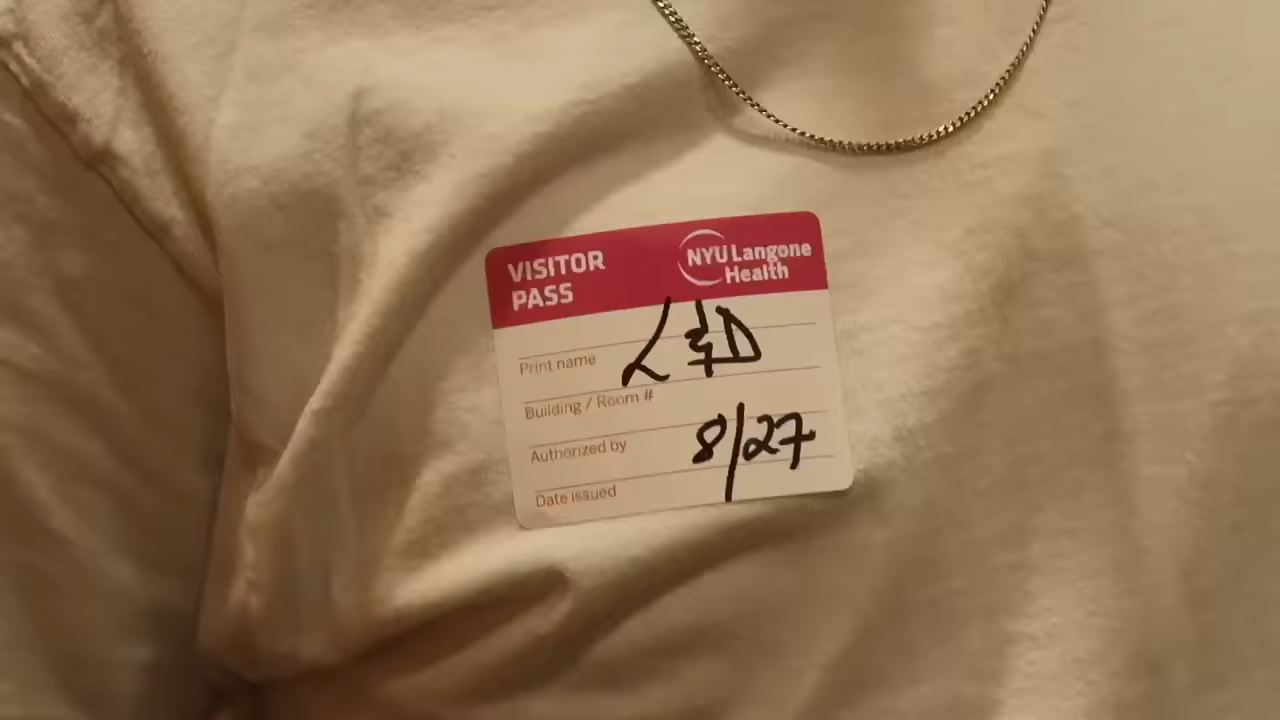 VISITOR
PASS
NYU Langone
Health
Print name
L & D
Building / Room #
Authorized by
8/27
Date issued